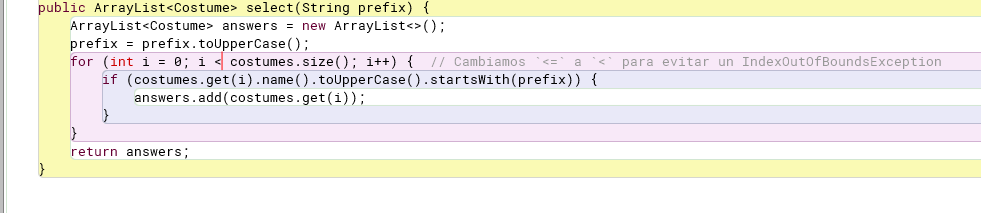 public ArrayList<Costume> select(String prefix) {
ArrayList<Costume> answers = new ArrayList<>();
prefix = prefix.toUpperCase();
for (int i = 0; i < costumes.size(); i++) {  // Cambiamos `<=` a `<` para evitar un IndexOutOfBoundsException
if (costumes.get(i).name().toUpperCase().startsWith(prefix)) {
answers.add(costumes.get(i));
}
}
return answers;
}